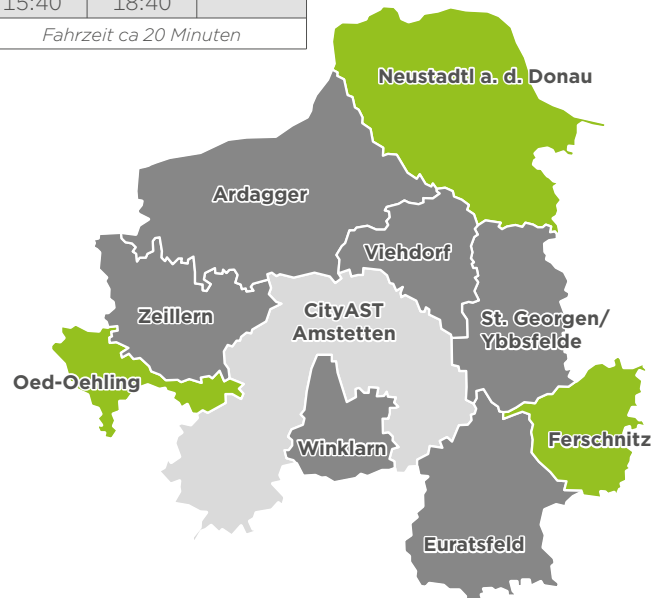 15:40 18:40
Fahrzeit ca 20 Minuten
Neustadtl a. d. Donau
Ardagger
Viehdorf
Zeillern
CityAST
Amstetten
St. Georgen/
Ybbsfelde
Oed-Oehling
Winklarn
Ferschnitz
Euratsfeld